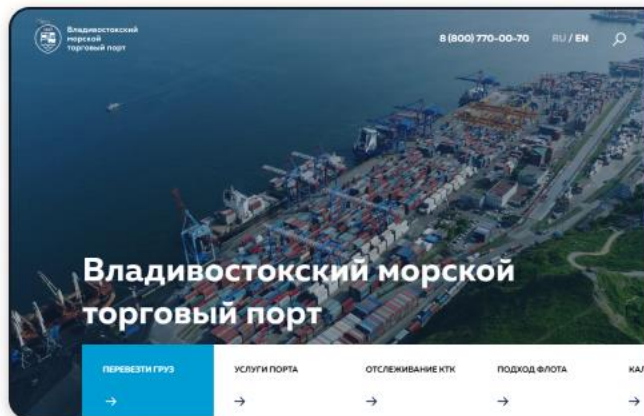 Владивостокский
морской
торговый порт
8 (800) 770-00-70
RU / EN
Владивостокский морской
торговый порт
ПЕРЕВЕЗТИ ГРУЗ
УСЛУГИ ПОРТА
ОТСЛЕЖИВАНИЕ КТК
ПОДХОД ФЛОТА